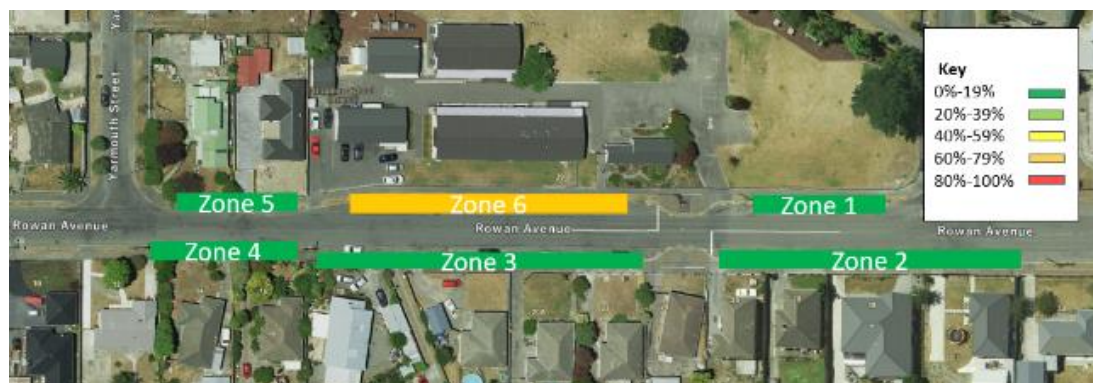 Yarmouth Street
Key
0%-19%
20%-39%
40%-59%
60%-79%
80%-100%
Zone 5
Zone 6
Zone 1
Rowan Avenue
Rowan Avenue
Rowan Avenue
Zone 4
Zone 3
Zone 2